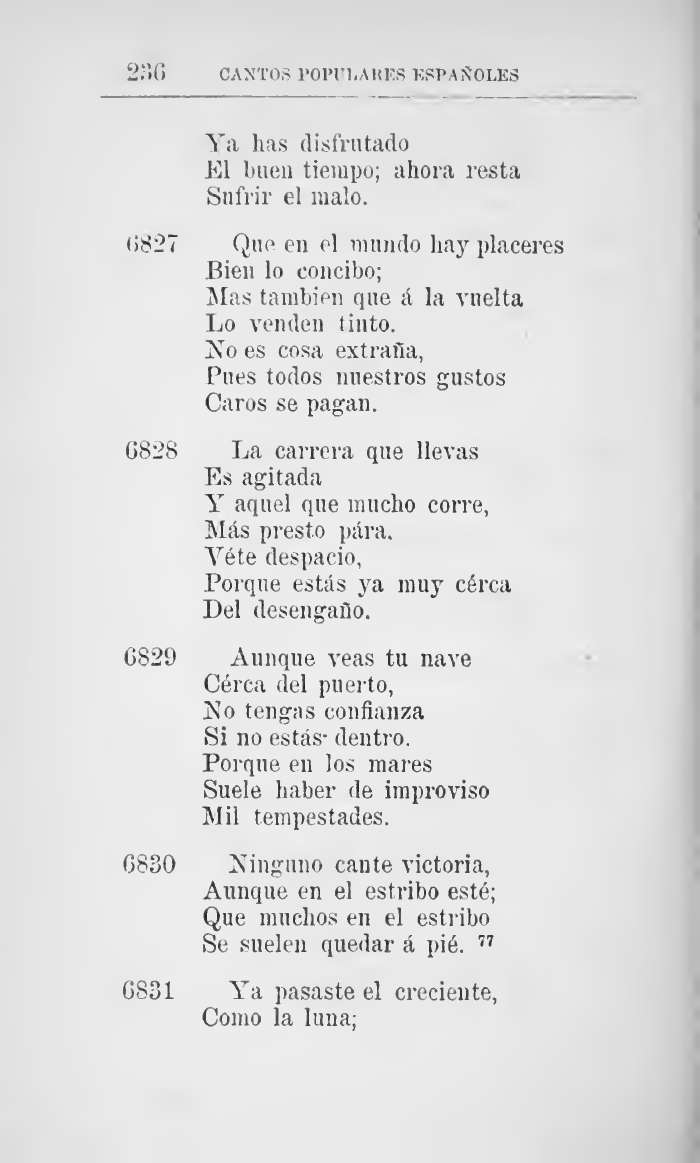 236 CANTOS POPULARES ESPAÑOLES
Ya has disfrutado
El buen tiempo; ahora resta
Sufrir el malo.
6827 Que en el mundo hay placeres
Bien lo concibo;
Mas tambien que á la vuelta
Lo venden tinto.
No es cosa extraña,
Pues todos nuestros gustos
Caros se pagan.
6828 La carrera que llevas
Es agitada
Y aquel que mucho corre,
Más presto pára.
Véte despacio,
Porque estás ya muy cérca
Del desengaño.
6829 Aunque veas tu nave
Cérca del puerto,
No tengas confianza
Si no estás dentro.
Porque en los mares
Suele haber de improviso
Mil tempestades.
6830 Ninguno cante victoria,
Aunque en el estribo esté;
Que muchos en el estribo
Se suelen quedar á pié. 77
6831 Ya pasaste el creciente,
Como la luna;